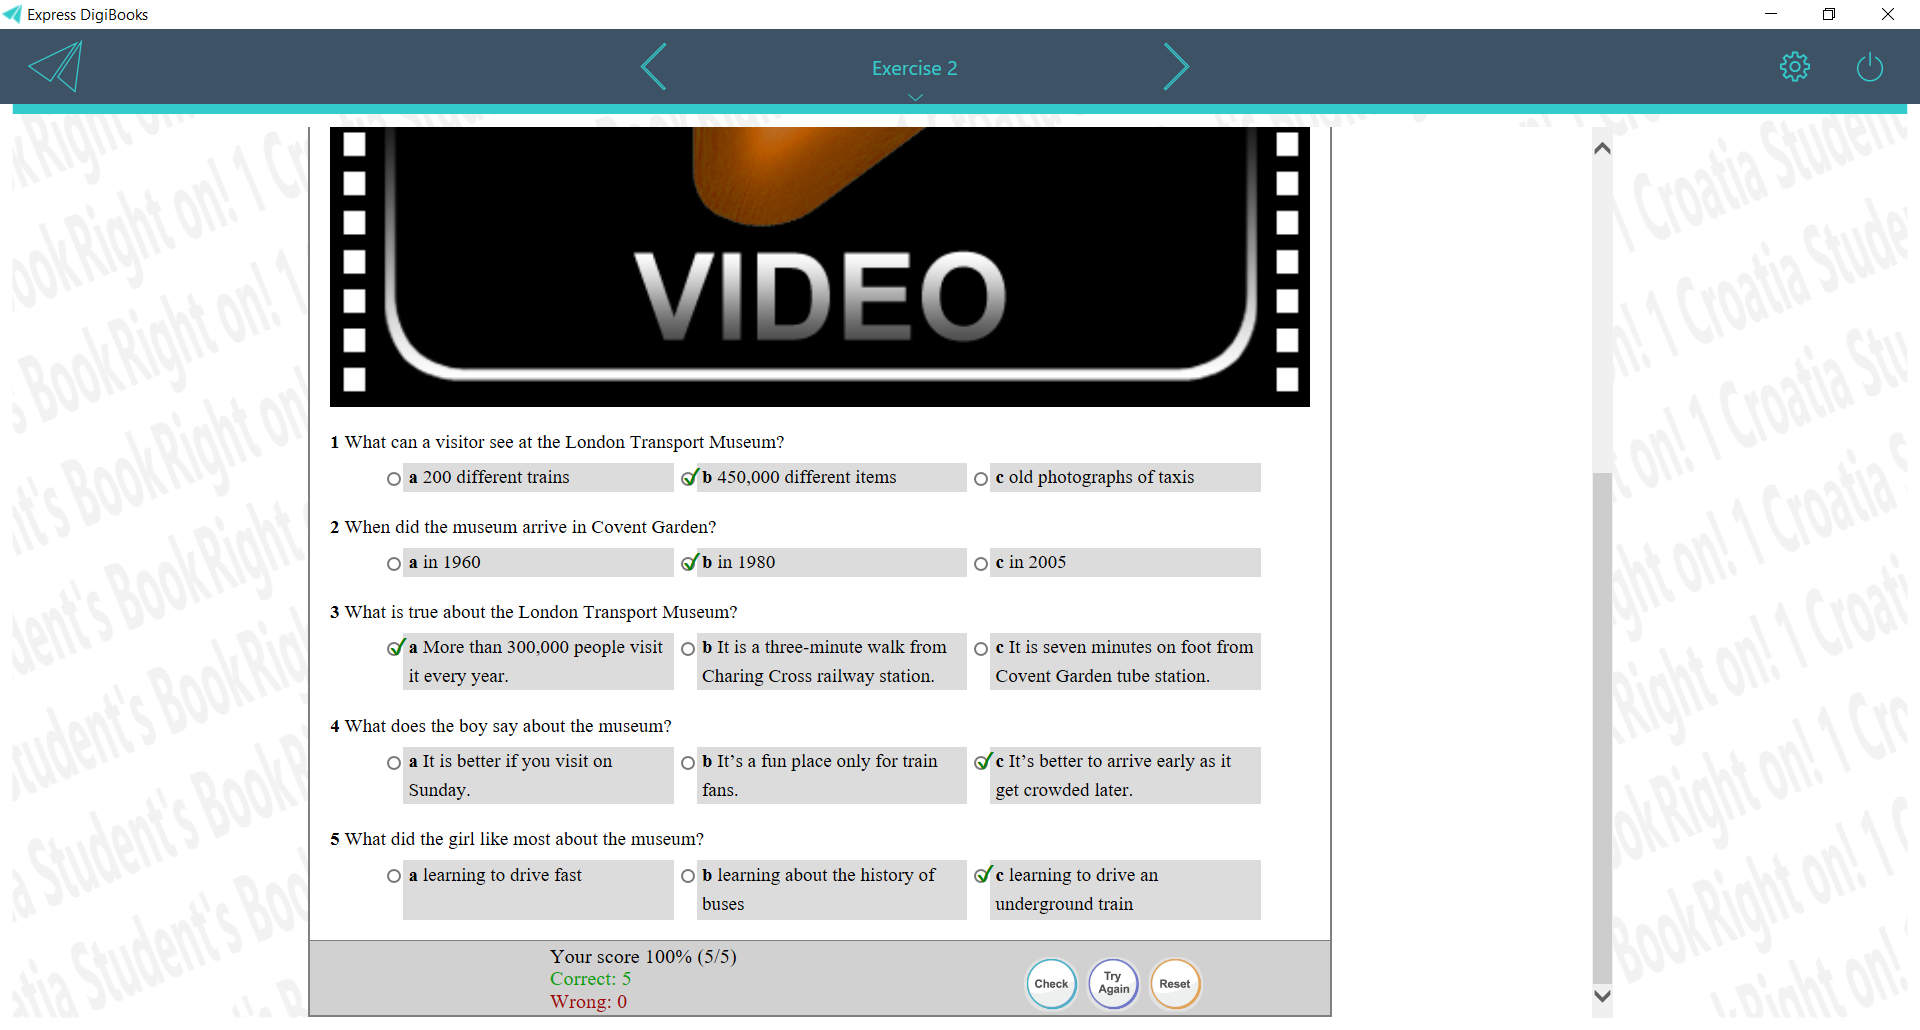 Express DigiBooks
Exercise 2
VIDEO
1 What can a visitor see at the London Transport Museum?
a 200 different trains
b 450,000 different items
c old photographs of taxis
2 When did the museum arrive in Covent Garden?
a in 1960
b in 1980
c in 2005
3 What is true about the London Transport Museum?
a More than 300,000 people visit
it every year.
b It is a three-minute walk from
Charing Cross railway station.
c It is seven minutes on foot from
Covent Garden tube station.
4 What does the boy say about the museum?
a It is better if you visit on
Sunday.
b It’s a fun place only for train
fans.
c It’s better to arrive early as it
get crowded later.
5 What did the girl like most about the museum?
a learning to drive fast
b learning about the history of
buses
c learning to drive an
underground train
Your score 100% (5/5)
Correct: 5
Wrong: 0
Check
Try
Again
Reset